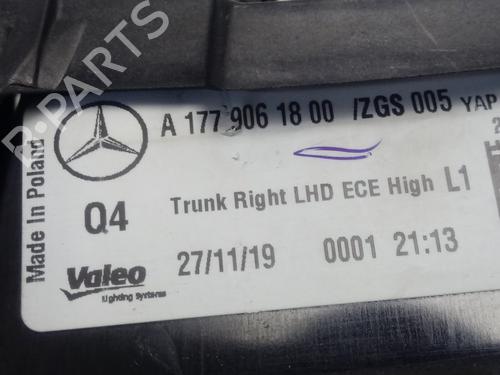 Made In Poland
A 177 906 18 00 /ZGS 005 YAP
Q4
Trunk Right LHD ECE High L1
27/11/19 0001 21:13
Valeo
Lighting Systems
R-PARTS
B-PARTS